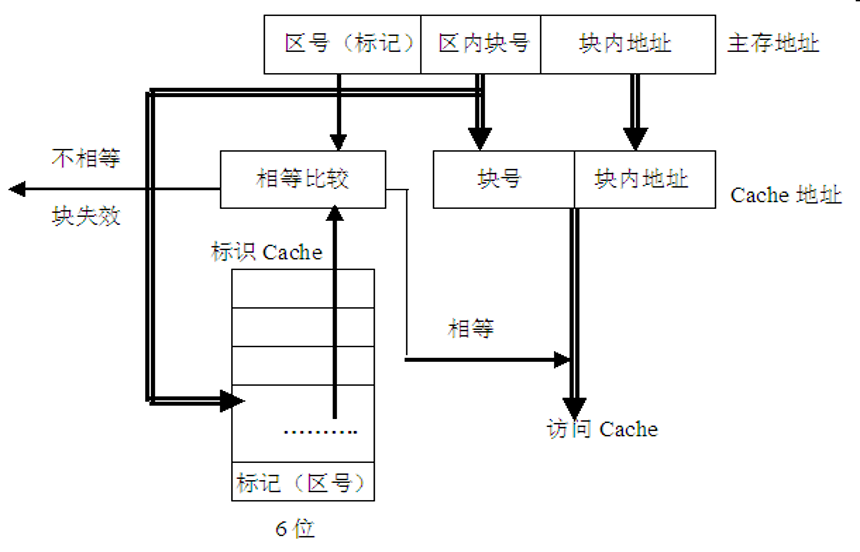 区号（标记） 区内块号 块内地址 主存地址
不相等
块失效
相等比较
块号 块内地址
Cache 地址
标识 Cache
相等
访问 Cache
……….
标记（区号）
6 位